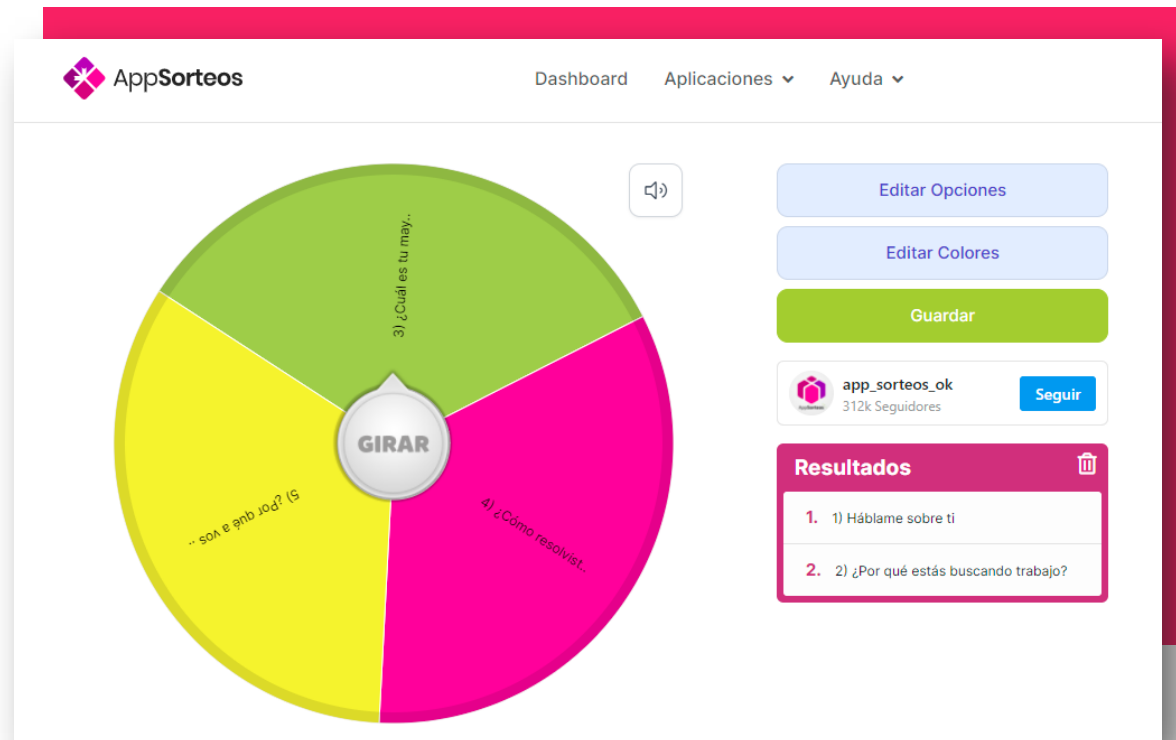 AppSorteos
Dashboard
Aplicaciones
Ayuda
3) ¿Cuál es tu may..
4) ¿Cómo resolvist..
5) ¿Por qué a vos ..
GIRAR
Editar Opciones
Editar Colores
Guardar
app_sorteos_ok
312k Seguidores
Seguir
Resultados
1. 1) Háblame sobre ti
2. 2) ¿Por qué estás buscando trabajo?